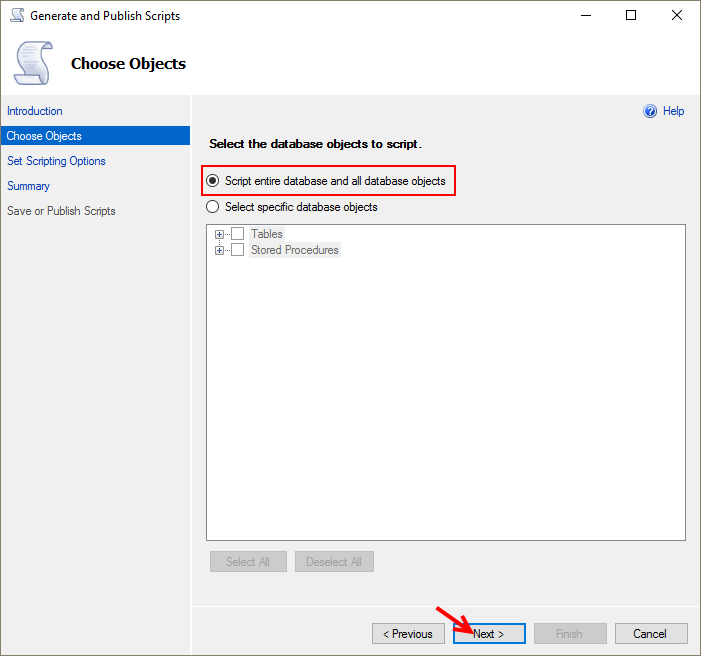 Generate and Publish Scripts
Choose Objects
Introduction
Choose Objects
Set Scripting Options
Summary
Save or Publish Scripts
Help
Select the database objects to script.
Script entire database and all database objects
Select specific database objects
Tables
Stored Procedures
Select All
Deselect All
< Previous
Next >
Finish
Cancel